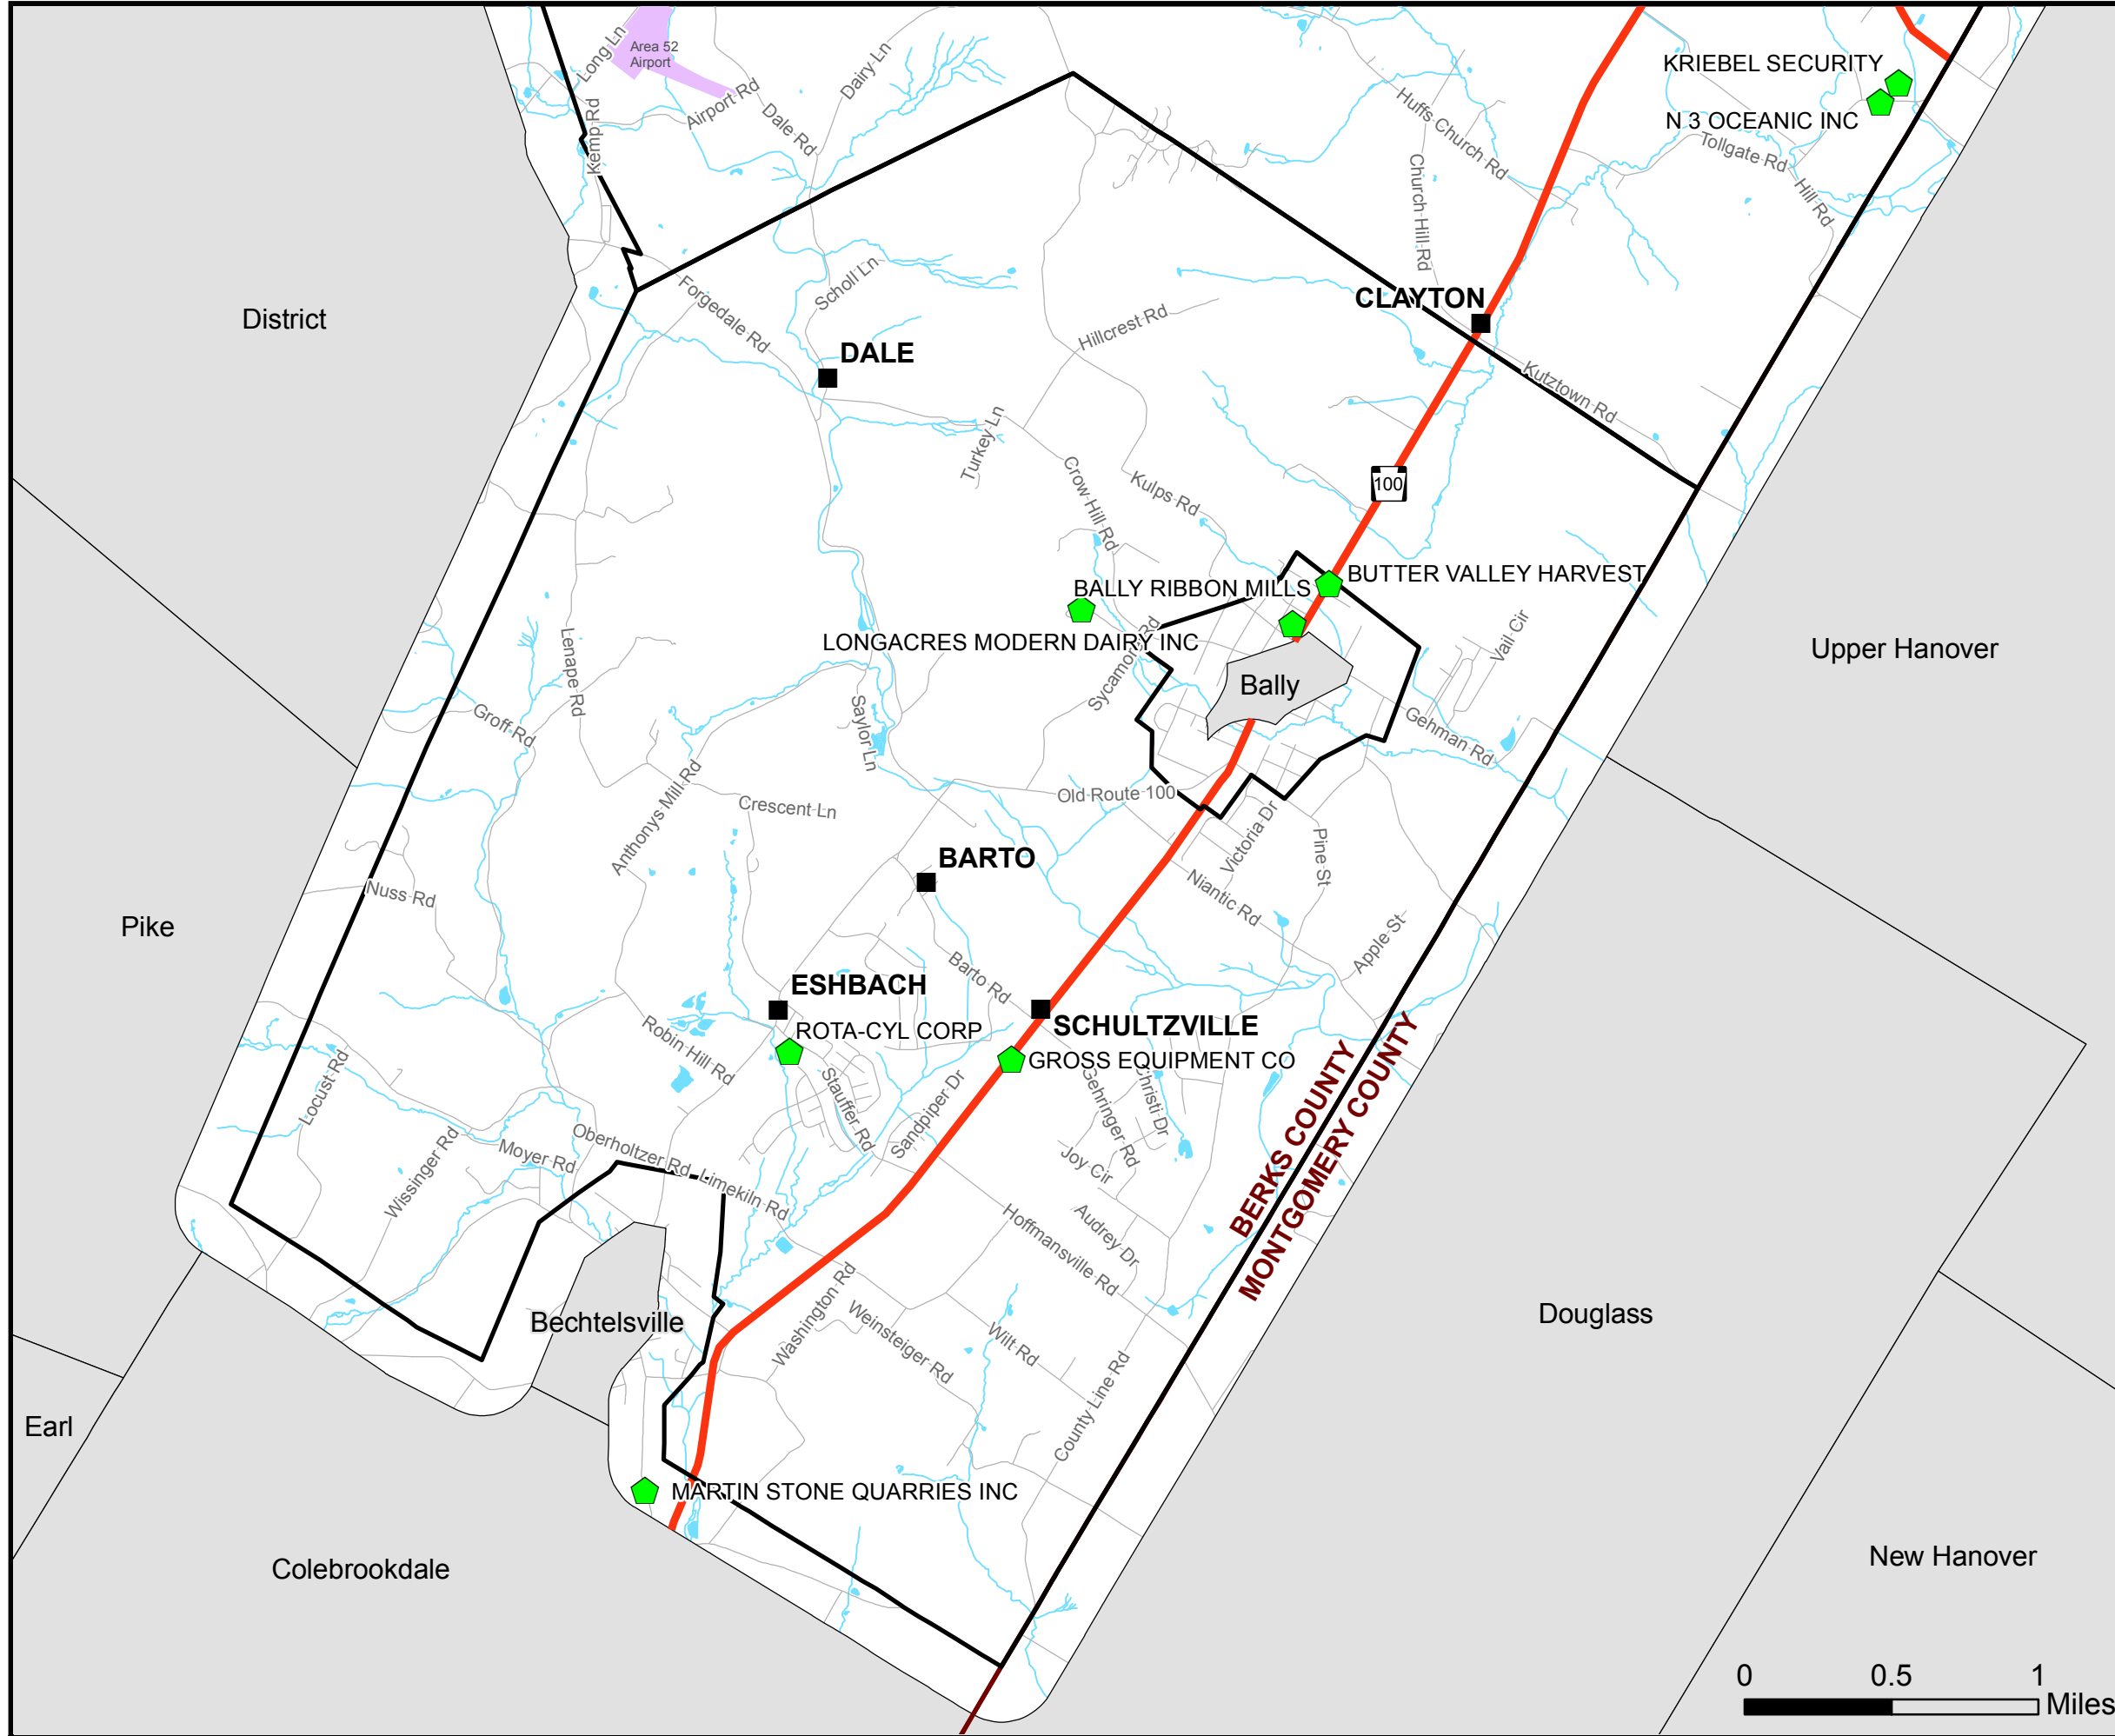 Area 52
Airport
Long Ln
Dairy Ln
Airport Rd
Dale Rd
Kemp Rd
KRIEBEL SECURITY
N 3 OCEANIC INC
Huffs Church Rd
Tollgate Rd
Church Hill Rd
Hill Rd
District
Forgedale Rd
Scholl Ln
CLAYTON
Hillcrest Rd
DALE
Kutztown Rd
Turkey Ln
Crow Hill Rd
Kulps Rd
100
BUTTER VALLEY HARVEST
BALLY RIBBON MILLS
LONGACRES MODERN DAIRY INC
Sycamore Rd
Vail Cir
Upper Hanover
Lenape Rd
Bally
Groff Rd
Saylor Ln
Gehman Rd
Anthonys Mill Rd
Crescent Ln
Old Route 100
Victoria Dr
Pine St
BARTO
Nuss Rd
Niantic Rd
Pike
Apple St
Barto Rd
ESHBACH
ROTA-CYL CORP
SCHULTZVILLE
GROSS EQUIPMENT CO
Robin Hill Rd
Locust Rd
Stauffer Rd
Sandpiper Dr
Gehringer Rd
Christi Dr
BERKS COUNTY
MONTGOMERY COUNTY
Oberholtzer Rd
Moyer Rd
Wissinger Rd
Limekiln Rd
Joy Cir
Hoffmansville Rd
Audrey Dr
Bechtelsville
Washington Rd
Weinsteiger Rd
Wilt Rd
Douglass
County Line Rd
Earl
MARTIN STONE QUARRIES INC
Colebrookdale
New Hanover
0 0.5 1
Miles